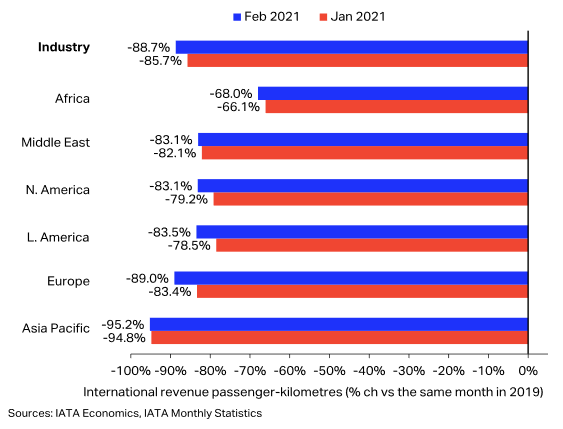 Feb 2021 Jan 2021
Industry -88.7%
-85.7%
Africa -68.0%
-66.1%
Middle East -83.1%
-82.1%
N. America -83.1%
-79.2%
L. America -83.5%
-78.5%
Europe -89.0%
-83.4%
Asia Pacific -95.2%
-94.8%
-100% -90% -80% -70% -60% -50% -40% -30% -20% -10% 0%
International revenue passenger-kilometres (% ch vs the same month in 2019)
Sources: IATA Economics, IATA Monthly Statistics